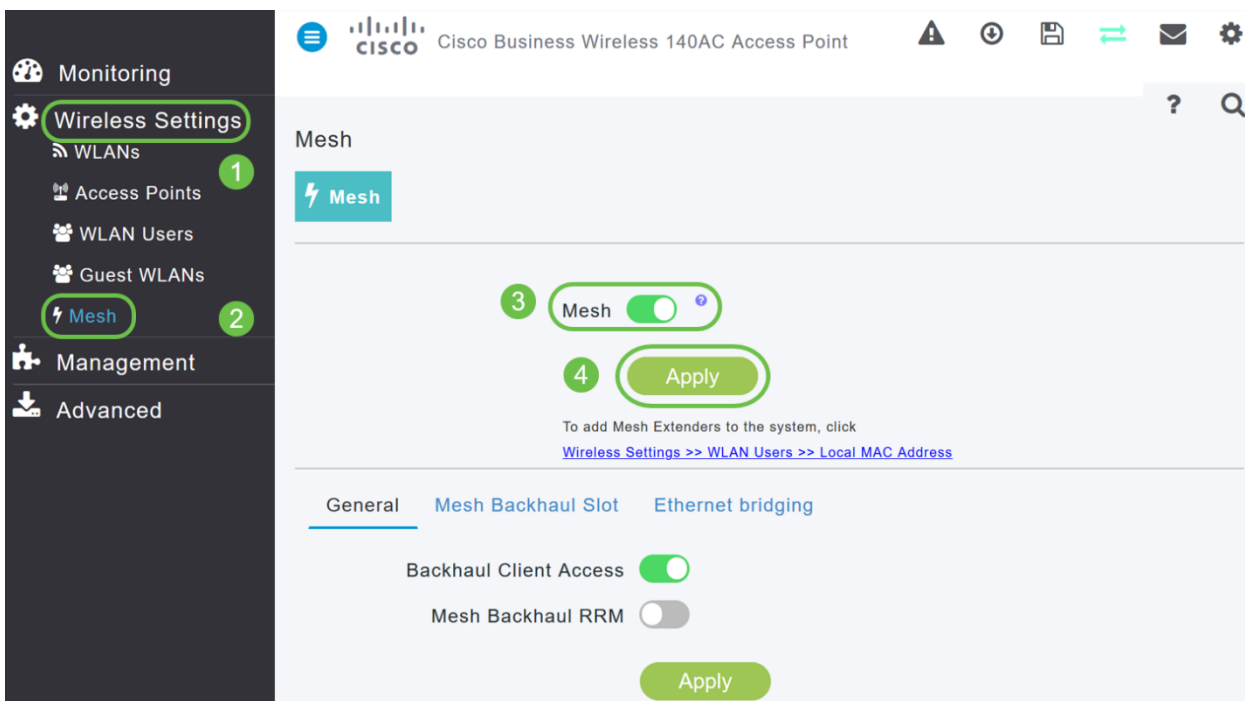 CISCO
Cisco Business Wireless 140AC Access Point
Monitoring
Wireless Settings
WLANs
1
Access Points
WLAN Users
Guest WLANs
Mesh
2
Management
Advanced
?
Mesh
Mesh
3
Mesh
?
4
Apply
To add Mesh Extenders to the system, click
Wireless Settings >> WLAN Users >> Local MAC Address
General
Mesh Backhaul Slot
Ethernet bridging
Backhaul Client Access
Mesh Backhaul RRM
Apply